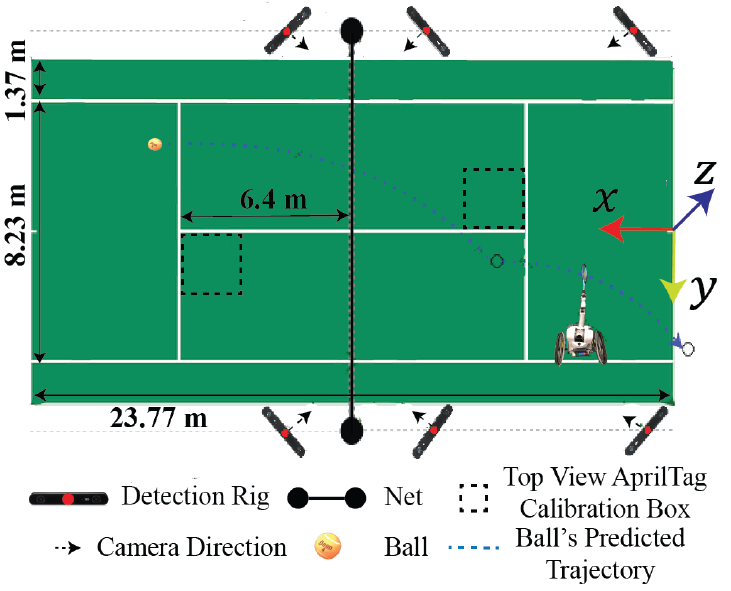 1.37 m
8.23 m
6.4 m
x
z
y
23.77 m
Detection Rig
Net
Top View AprilTag
Calibration Box
Camera Direction
Ball
Ball's Predicted
Trajectory